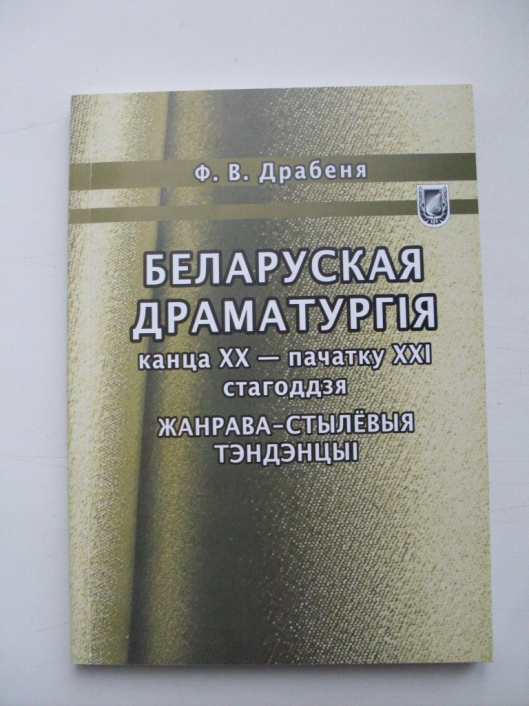 Ф. В. Драбеня
БЕЛАРУСКАЯ
ДРАМАТУРГІЯ
канца XX — пачатку XXI
стагоддзя
ЖАНРАВА-СТЫЛЁВЫЯ
ТЭНДЭНЦЫІ